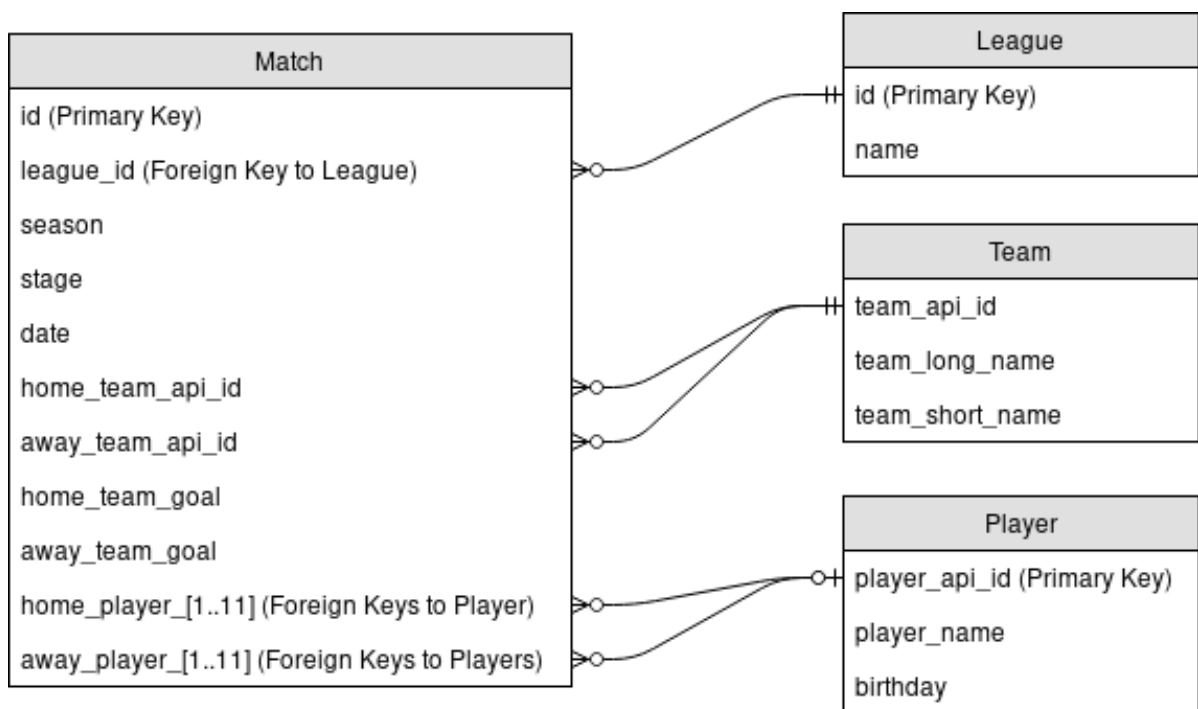 Match
id (Primary Key)
league_id (Foreign Key to League)
season
stage
date
home_team_api_id
away_team_api_id
home_team_goal
away_team_goal
home_player_[1..11] (Foreign Keys to Player)
away_player_[1..11] (Foreign Keys to Players)
League
id (Primary Key)
name
Team
team_api_id
team_long_name
team_short_name
Player
player_api_id (Primary Key)
player_name
birthday